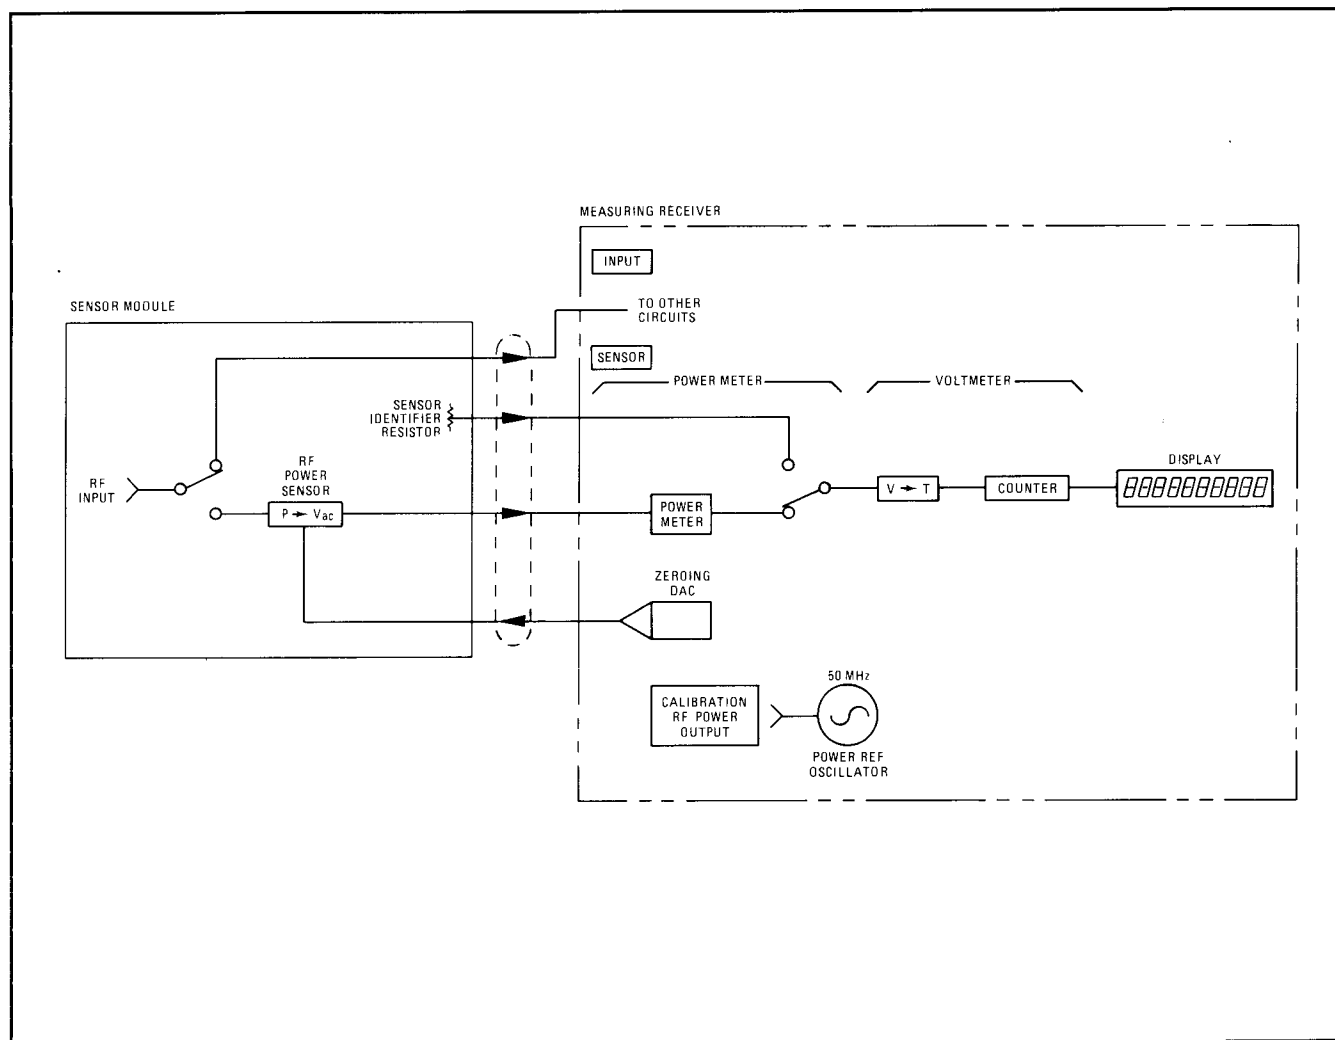 MEASURING RECEIVER
INPUT
TO OTHER
CIRCUITS
SENSOR MODULE
SENSOR
POWER METER
VOLTMETER
SENSOR
IDENTIFIER
RESISTOR
RF
INPUT
RF
POWER
SENSOR
P → Vac
POWER
METER
V → T
COUNTER
DISPLAY
ZEROING
DAC
CALIBRATION
RF POWER
OUTPUT
50 MHz
POWER REF
OSCILLATOR